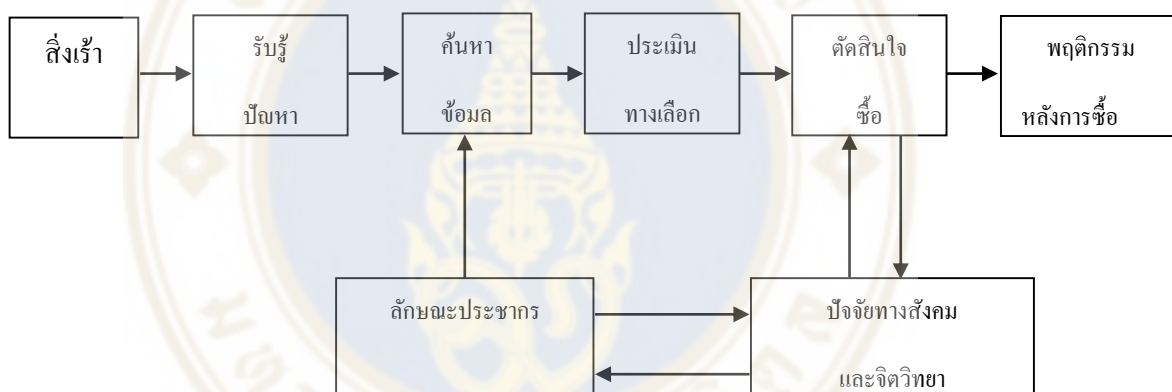 สิ่งเร้า
รับรู้
ปัญหา
ค้นหา
ข้อมูล
ประเมิน
ทางเลือก
ตัดสินใจ
ซื้อ
พฤติกรรม
หลังการซื้อ
ลักษณะประชากร
ปัจจัยทางสังคม
และจิตวิทยา